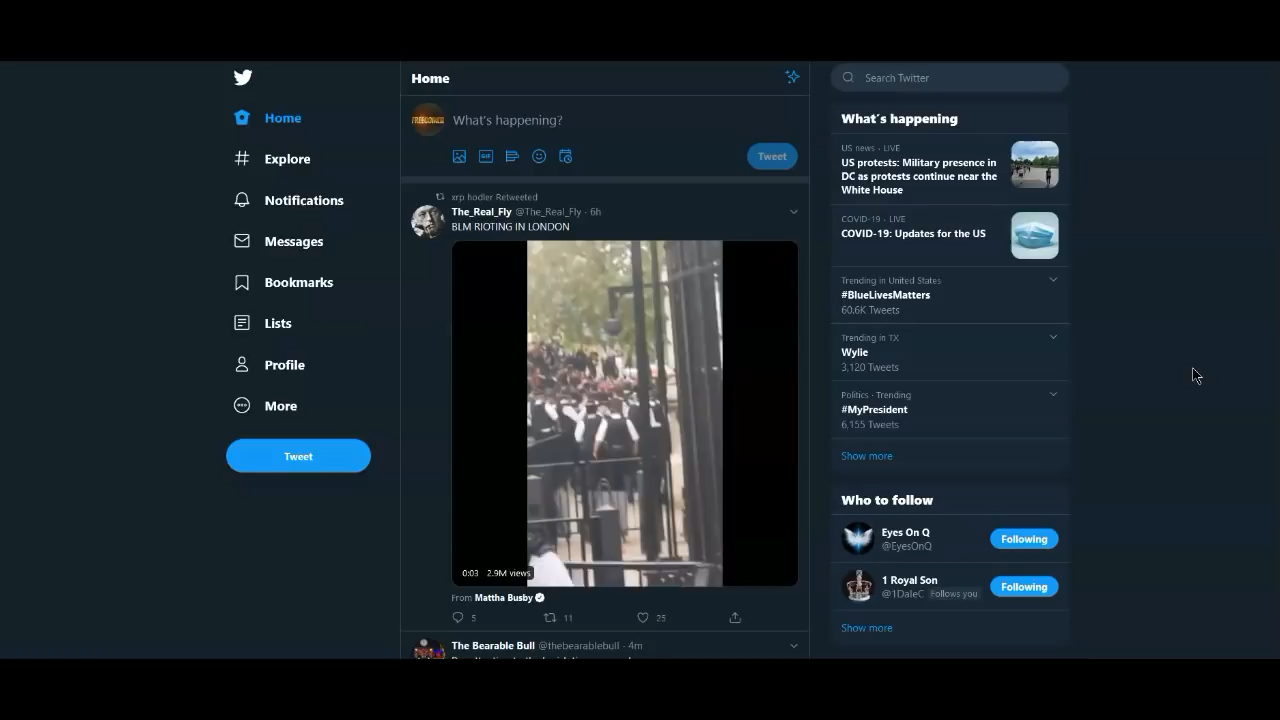 Home
Explore
Notifications
Messages
Bookmarks
Lists
Profile
More
Tweet
Home
What's happening?
GIF
Tweet
xrp hodler Retweeted
The_Real_Fly @The_Real_Fly · 6h
BLM RIOTING IN LONDON
0:03 2.9M views
From Mattha Busby
5 11 25
The Bearable Bull @thebearablebull · 4m
Search Twitter
What's happening
US news · LIVE
US protests: Military presence in
DC as protests continue near the
White House
COVID-19 · LIVE
COVID-19: Updates for the US
Trending in United States
#BlueLivesMatters
60.6K Tweets
Trending in TX
Wylie
3,120 Tweets
Politics · Trending
#MyPresident
6,155 Tweets
Show more
Who to follow
Eyes On Q
@EyesOnQ
Following
1 Royal Son
@1DaleC Follows you
Following
Show more